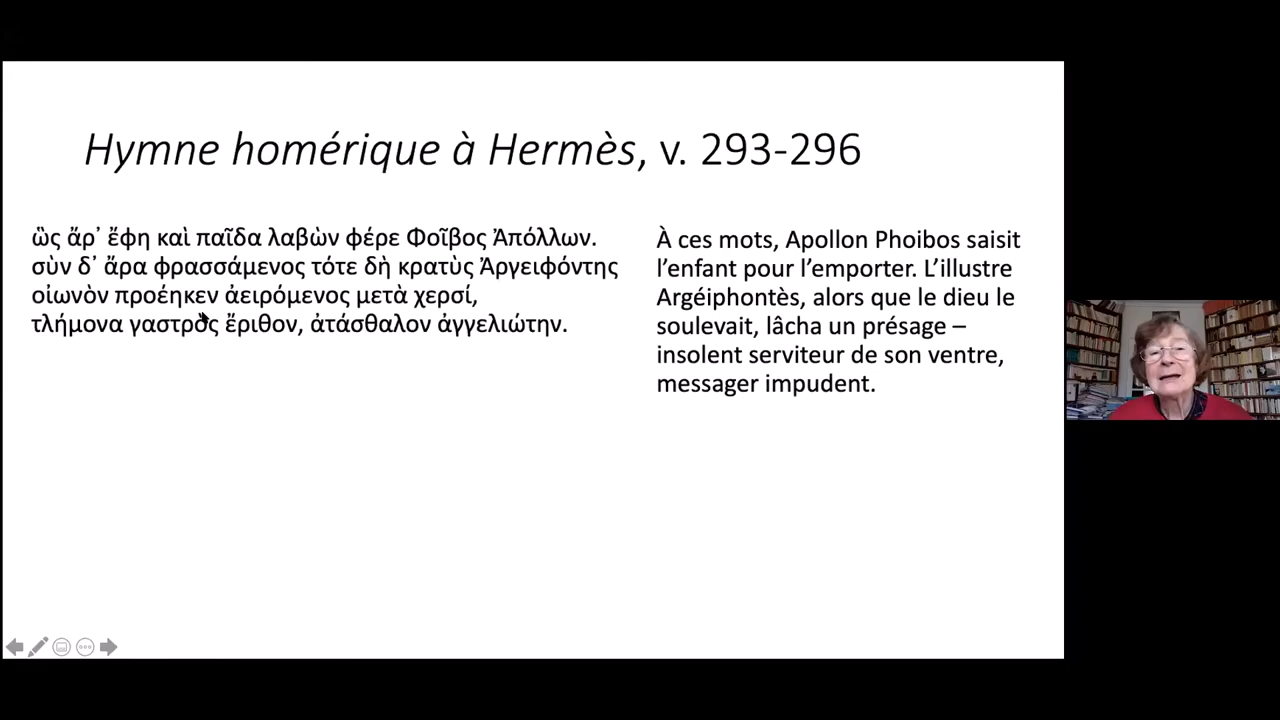 Hymne homérique à Hermès, v. 293-296
ὣς ἄρ᾽ ἔφη καὶ παῖδα λαβὼν φέρε Φοῖβος Ἀπόλλων.
σὺν δ᾽ ἄρα φρασσάμενος τότε δὴ κρατὺς Ἀργειφόντης
οἰωνὸν προέηκεν ἀειρόμενος μετὰ χερσί,
τλήμονα γαστρὸς ἔριθον, ἀτάσθαλον ἀγγελιώτην.
À ces mots, Apollon Phoibos saisit
l’enfant pour l’emporter. L’illustre
Argéiphontès, alors que le dieu le
soulevait, lâcha un présage –
insolent serviteur de son ventre,
messager impudent.